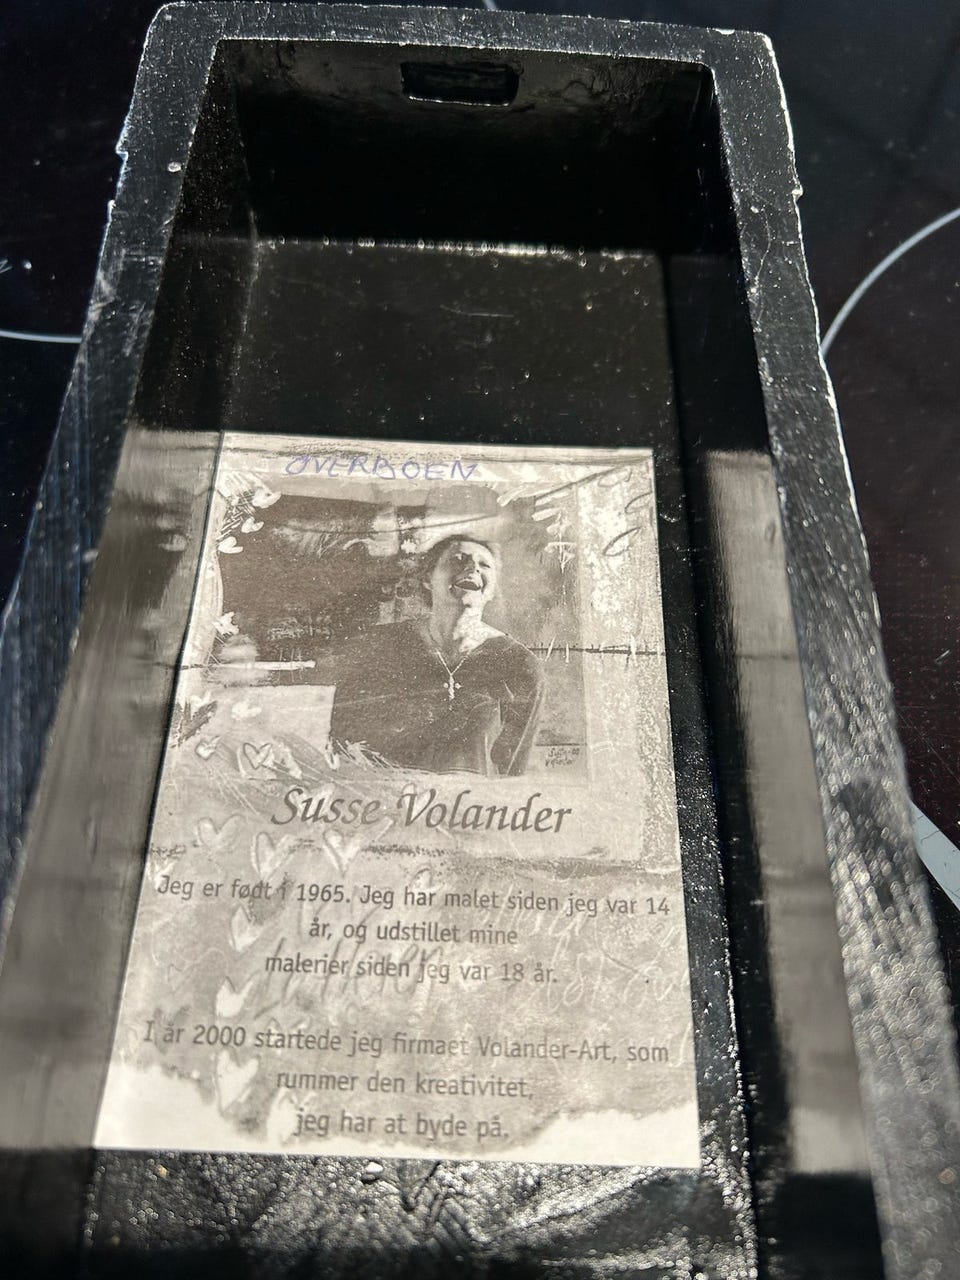 OVERBOEN
Susse Volander
Jeg er født i 1965. Jeg har malet siden jeg var 14
år, og udstillet mine
malerier siden jeg var 18 år.
I år 2000 startede jeg firmaet Volander-Art, som
rummer den kreativitet,
jeg har at byde på.